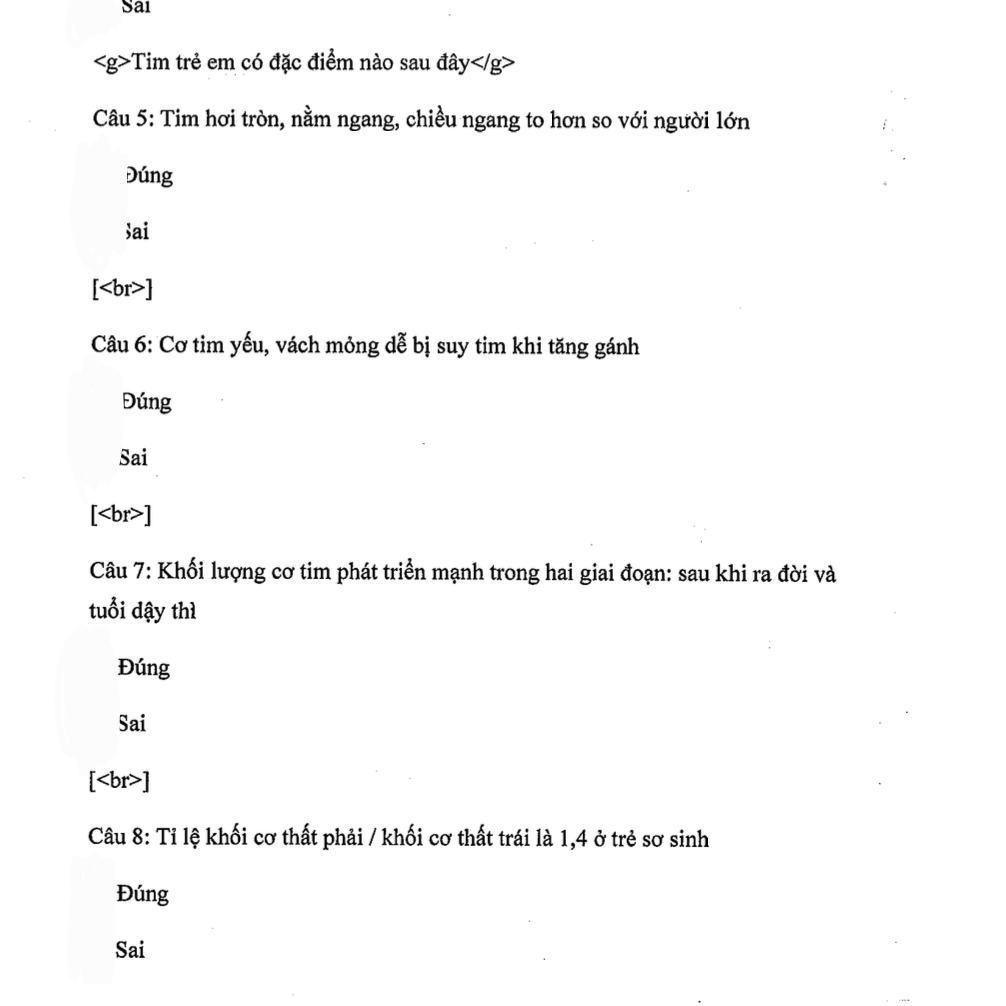 Sai
<g>Tim trẻ em có đặc điểm nào sau đây</g>
Câu 5: Tim hơi tròn, nằm ngang, chiều ngang to hơn so với người lớn
Đúng
Sai
[<br>]
Câu 6: Cơ tim yếu, vách mỏng dễ bị suy tim khi tăng gánh
Đúng
Sai
[<br>]
Câu 7: Khối lượng cơ tim phát triển mạnh trong hai giai đoạn: sau khi ra đời và
tuổi dậy thì
Đúng
Sai
[<br>]
Câu 8: Tỉ lệ khối cơ thất phải / khối cơ thất trái là 1,4 ở trẻ sơ sinh
Đúng
Sai